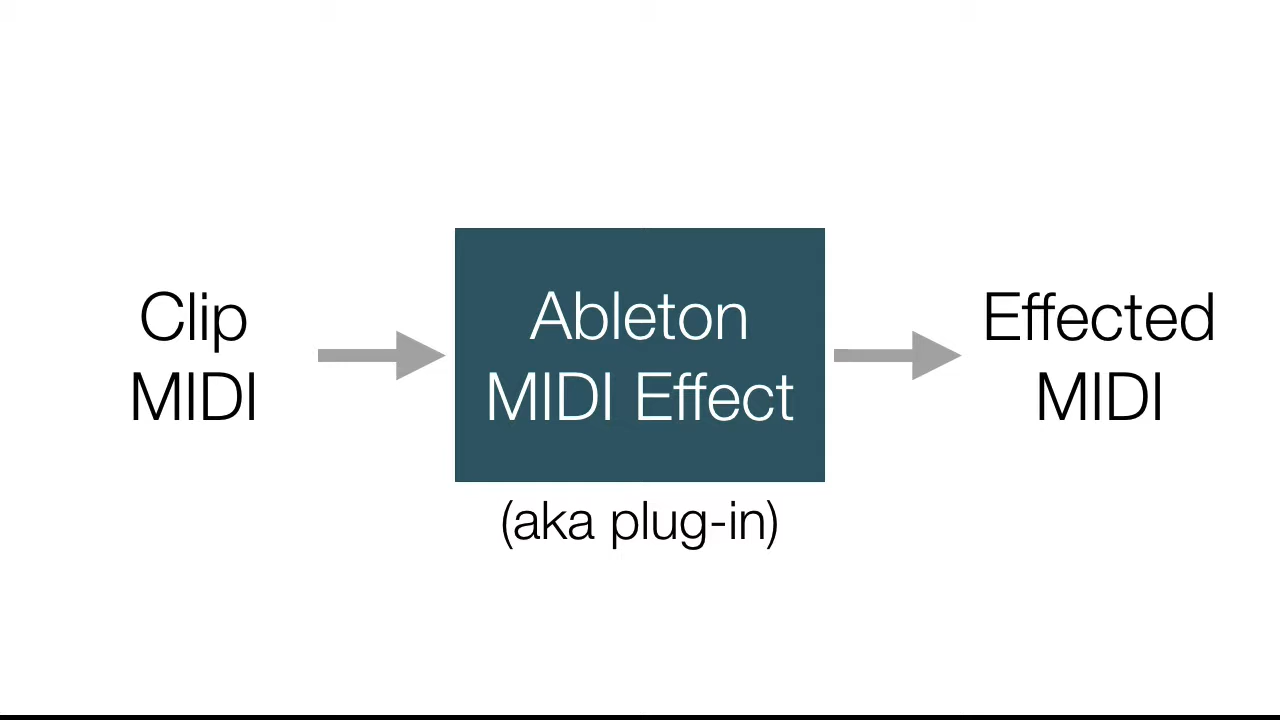 Clip
MIDI
Ableton
MIDI Effect
(aka plug-in)
Effected
MIDI